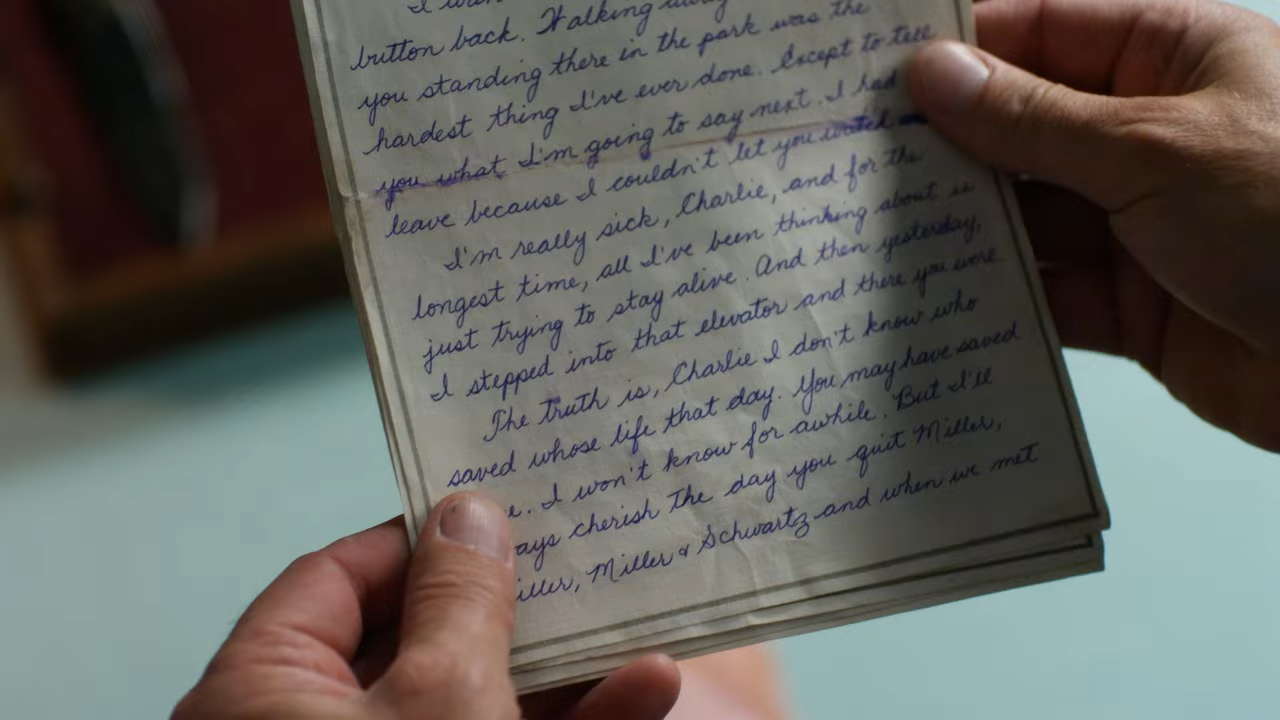 I wan
button back. Walking away
you standing there in the park was the
hardest thing I've ever done. Except to tell
you what I'm going to say next. I had
leave because I couldn't let you watch
I'm really sick, Charlie, and for the
longest time, all I've been thinking about is
just trying to stay alive. And then yesterday,
I stepped into that elevator and there you were
The truth is, Charlie I don't know who
saved whose life that day. You may have saved
e. I won't know for awhile. But I'll
ays cherish the day you quit Miller,
iller, Miller & Schwartz and when we met